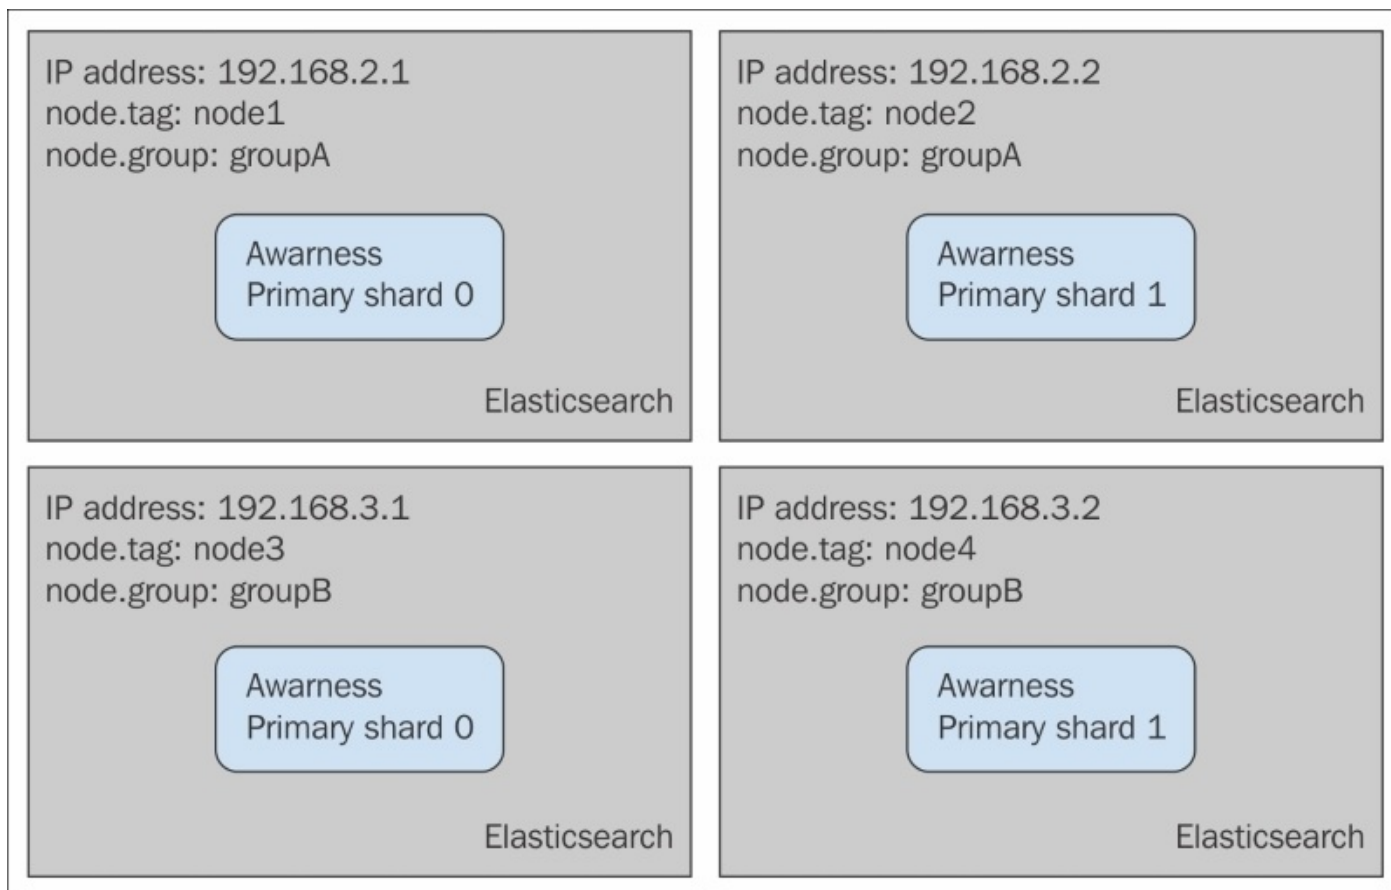 IP address: 192.168.2.1
node.tag: node1
node.group: groupA
Awarness
Primary shard 0
Elasticsearch
IP address: 192.168.2.2
node.tag: node2
node.group: groupA
Awarness
Primary shard 1
Elasticsearch
IP address: 192.168.3.1
node.tag: node3
node.group: groupB
Awarness
Primary shard 0
Elasticsearch
IP address: 192.168.3.2
node.tag: node4
node.group: groupB
Awarness
Primary shard 1
Elasticsearch